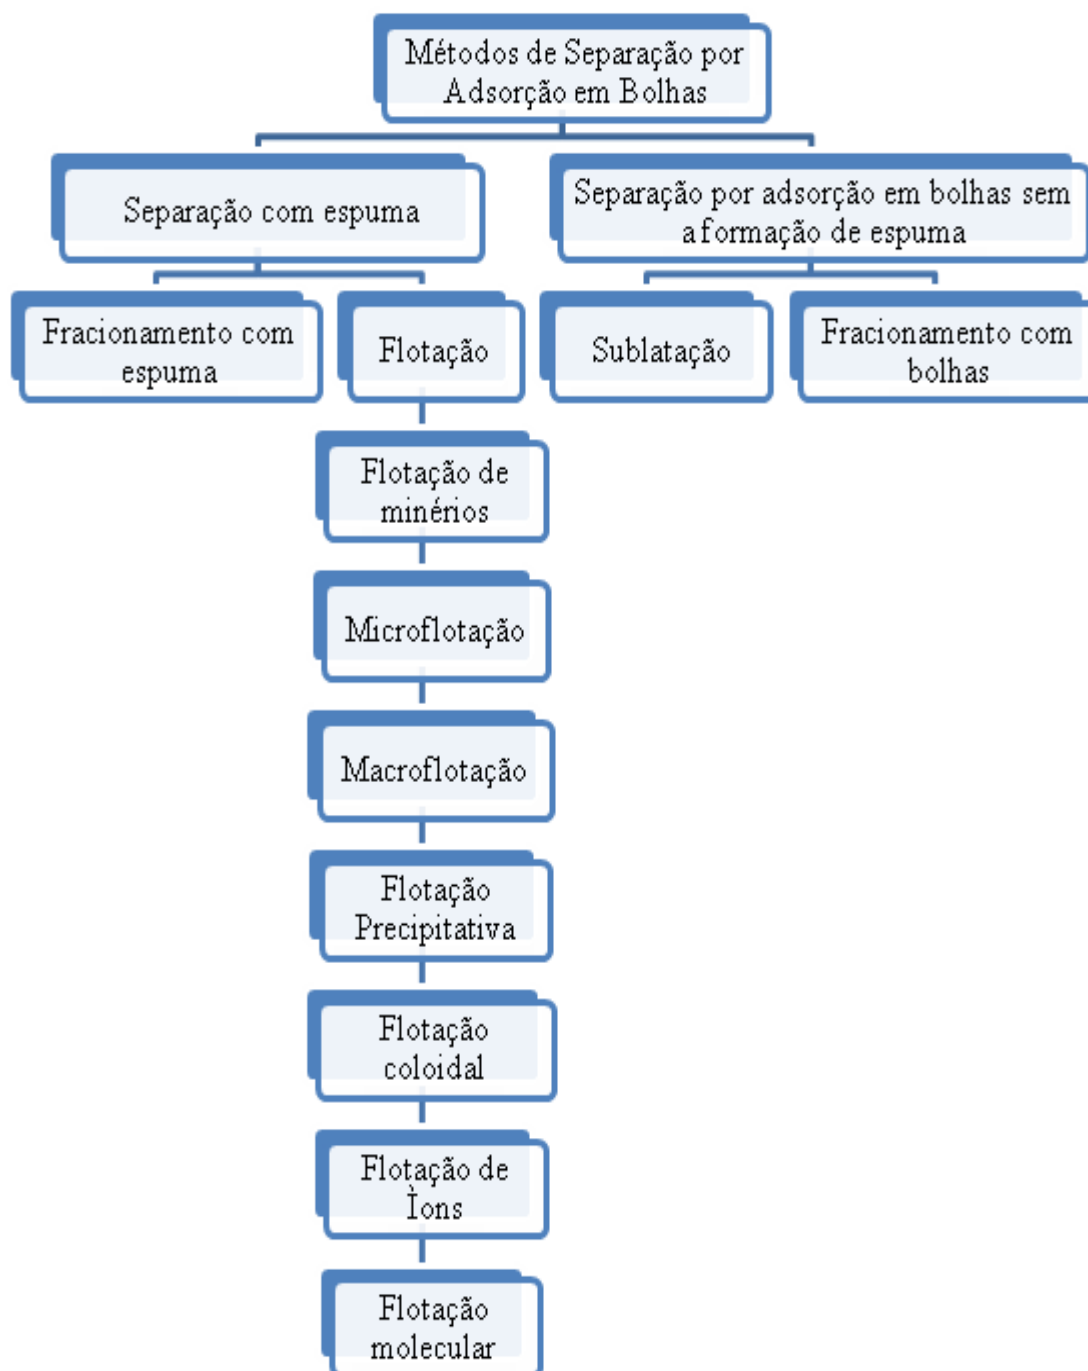 Métodos de Separação por
Adsorção em Bolhas
Separação com espuma
Separação por adsorção em bolhas sem
a formação de espuma
Fracionamento com
espuma
Flotação
Sublatação
Fracionamento com
bolhas
Flotação de
minérios
Microflotação
Macroflotação
Flotação
Precipitativa
Flotação
coloidal
Flotação de
Ìons
Flotação
molecular